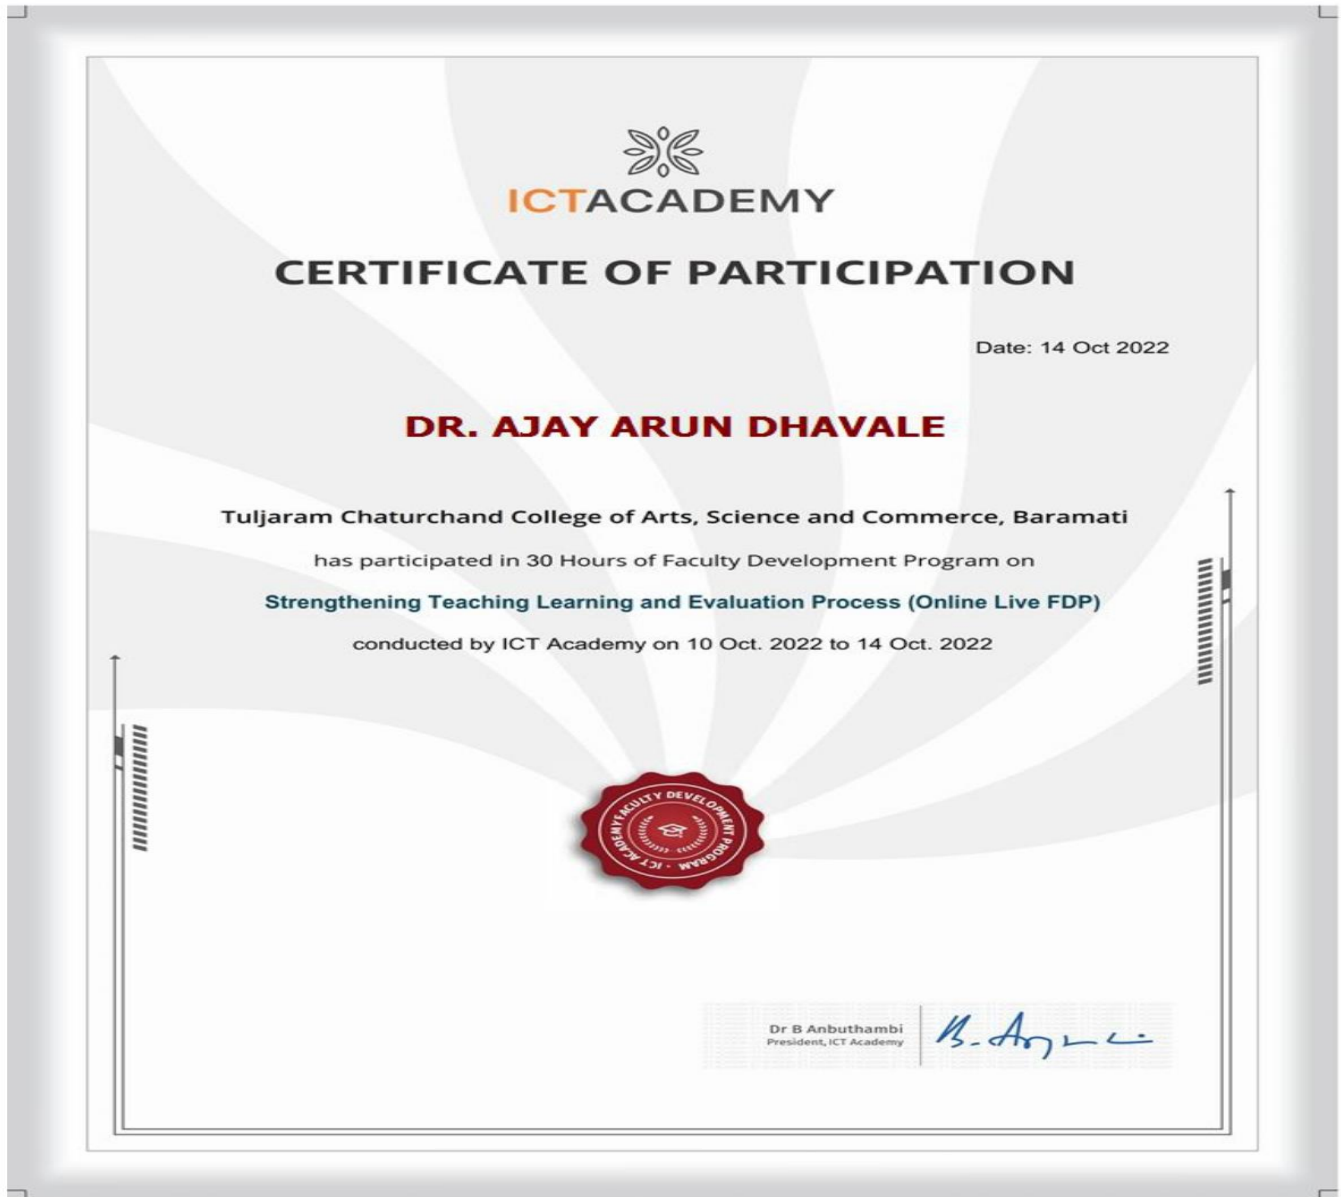 ICTACADEMY
CERTIFICATE OF PARTICIPATION
Date: 14 Oct 2022
DR. AJAY ARUN DHAVALE
Tuljaram Chaturchand College of Arts, Science and Commerce, Baramati
has participated in 30 Hours of Faculty Development Program on
Strengthening Teaching Learning and Evaluation Process (Online Live FDP)
conducted by ICT Academy on 10 Oct. 2022 to 14 Oct. 2022
FACULTY DEVELOPMENT PROGRAM · ICT ACADEMY
Dr B Anbuthambi
President, ICT Academy